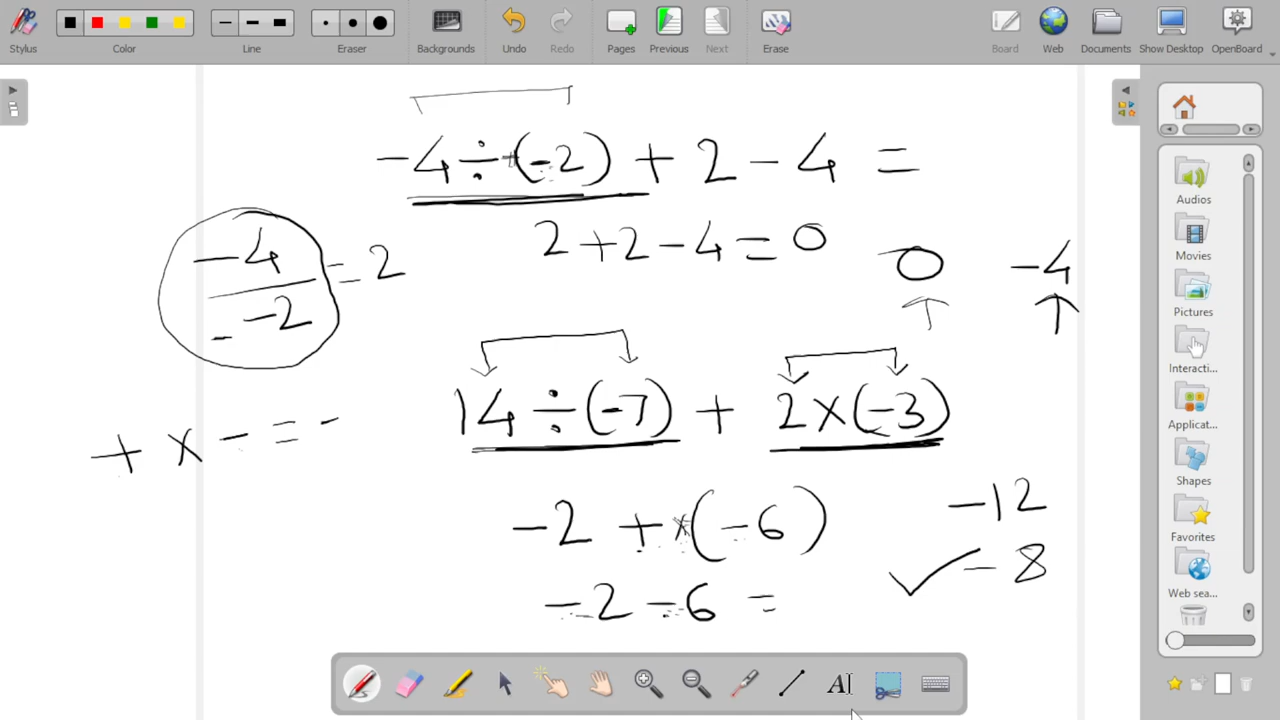 Stylus Color Line Eraser Backgrounds Undo Redo Pages Previous Next Erase Board Web Documents Show Desktop OpenBoard
-4 ÷ (-2) + 2 - 4 =
2 + 2 - 4 = 0
-4
- -2
= 2
0 -4
14 ÷ (-7) + 2 × (-3)
+ × - = -
-2 + × (-6)
-12
-2 - 6 =
-8
Audios
Movies
Pictures
Interacti...
Applicat...
Shapes
Favorites
Web sea...
AI